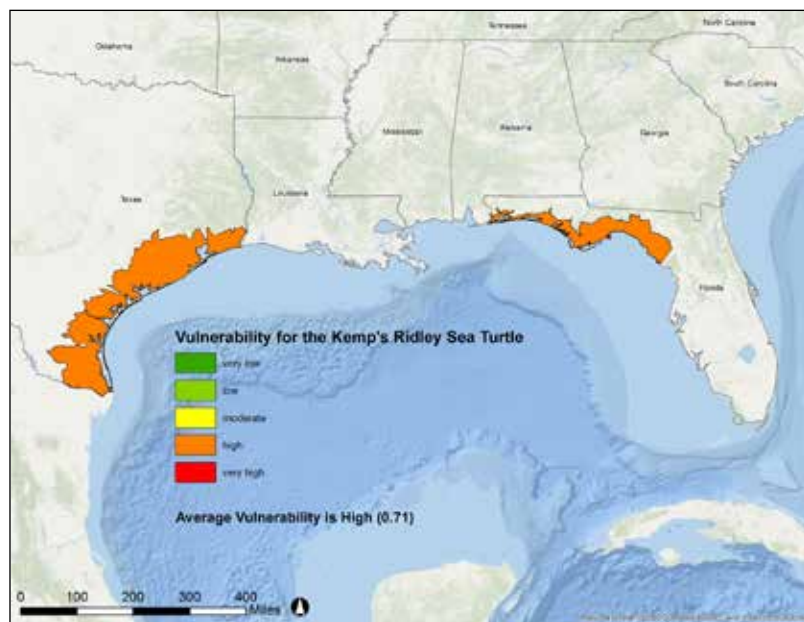 Tennessee
North Carolina
Oklahoma
Arkansas
South Carolina
Mississippi
Alabama
Georgia
Texas
Louisiana
Florida
Vulnerability for the Kemp's Ridley Sea Turtle
very low
low
moderate
high
very high
Average Vulnerability is High (0.71)
0 100 200 300 400
Miles